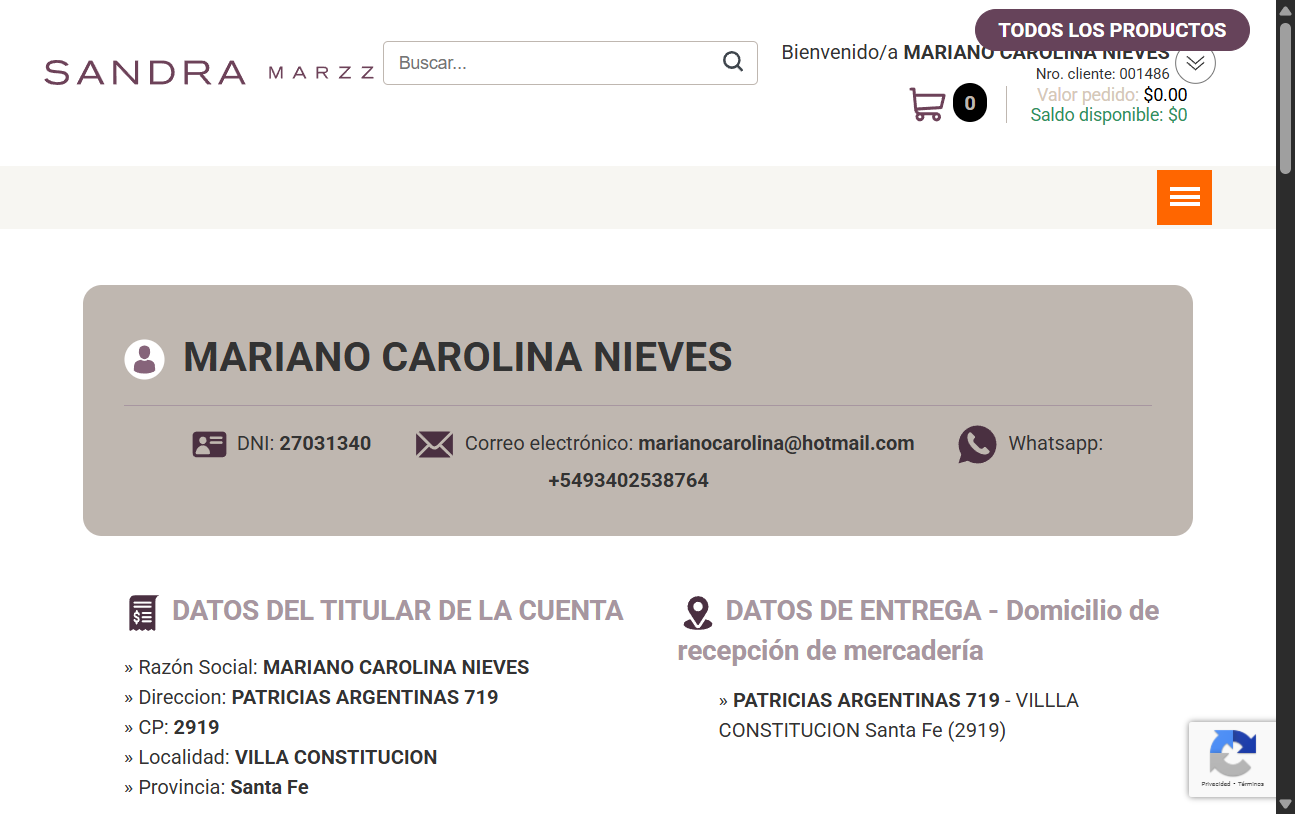 TODOS LOS PRODUCTOS
SANDRA MARZZ
Buscar...
Bienvenido/a MARIANO CAROLINA NIEVES
Nro. cliente: 001486
0
Valor pedido: $0.00
Saldo disponible: $0
MARIANO CAROLINA NIEVES
DNI: 27031340
Correo electrónico: marianocarolina@hotmail.com
Whatsapp:
+5493402538764
DATOS DEL TITULAR DE LA CUENTA
» Razón Social: MARIANO CAROLINA NIEVES
» Direccion: PATRICIAS ARGENTINAS 719
» CP: 2919
» Localidad: VILLA CONSTITUCION
» Provincia: Santa Fe
DATOS DE ENTREGA - Domicilio de
recepción de mercadería
» PATRICIAS ARGENTINAS 719 - VILLLA
CONSTITUCION Santa Fe (2919)
Privacidad - Términos